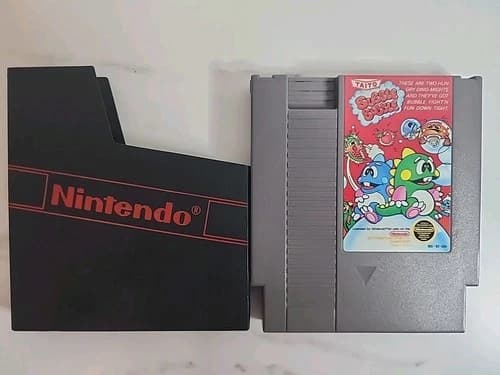 Nintendo®
TAITO
BUBBLE
BOBBLE
THESE ARE TWO HUN
GRY DINO-MIGHTS
AND THEY'VE GOT
BUBBLE FIGHT'N
FUN DOWN TIGHT.
Nintendo